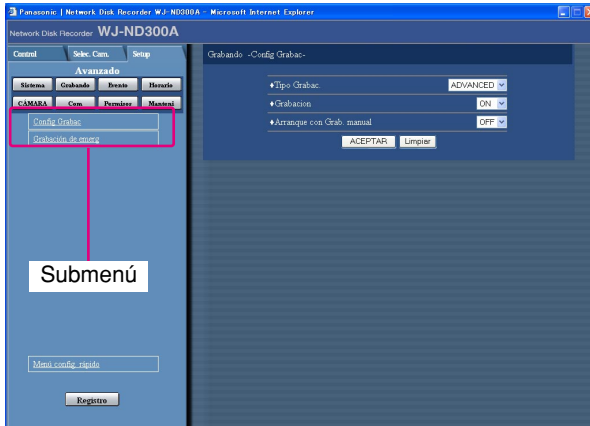 Panasonic | Network Disk Recorder WJ-ND300A - Microsoft Internet Explorer
Network Disk Recorder WJ-ND300A
Control Selec. Cam. Setup
Avanzado
Sistema Grabando Evento Horario
CÁMARA Com Permisos Manteni
Config Grabac
Grabación de emerg
Submenú
Menú config. rápido
Registro
Grabando -Config Grabac-
♦Tipo Grabac. ADVANCED
♦Grabacion ON
♦Arranque con Grab. manual OFF
ACEPTAR Limpier